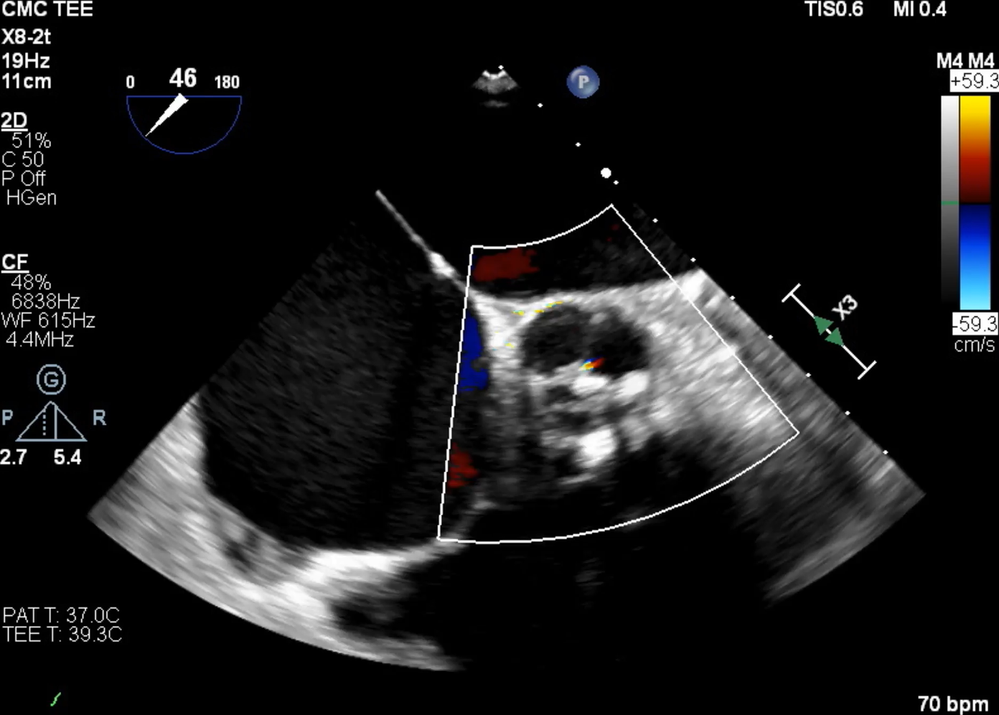 CMC TEE
TIS0.6 MI 0.4
X8-2t
19Hz
11cm
0 46 180
P
M4 M4
+59.3
2D
51%
C 50
P Off
HGen
CF
48%
6838Hz
WF 615Hz
4.4MHz
X3
-59.3
cm/s
G
P R
2.7 5.4
PAT T: 37.0C
TEE T: 39.3C
70 bpm